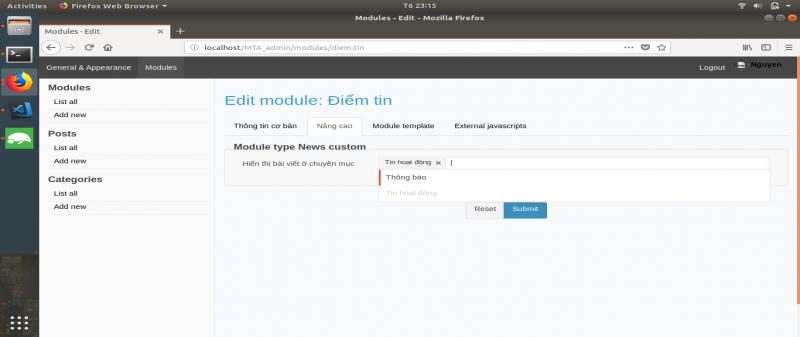 Activities Firefox Web Browser T6 23:15
Modules - Edit - Mozilla Firefox
Modules - Edit
localhost/MTA_admin/modules/diem-tin
General & Appearance Modules Logout Nguyen
Modules
List all
Add new
Posts
List all
Add new
Categories
List all
Add new
Edit module: Điểm tin
Thông tin cơ bản Nâng cao Module template External javascripts
Module type News custom
Hiển thị bài viết ở chuyên mục Tin hoạt động ×
Thông báo
Tin hoạt động
Reset Submit